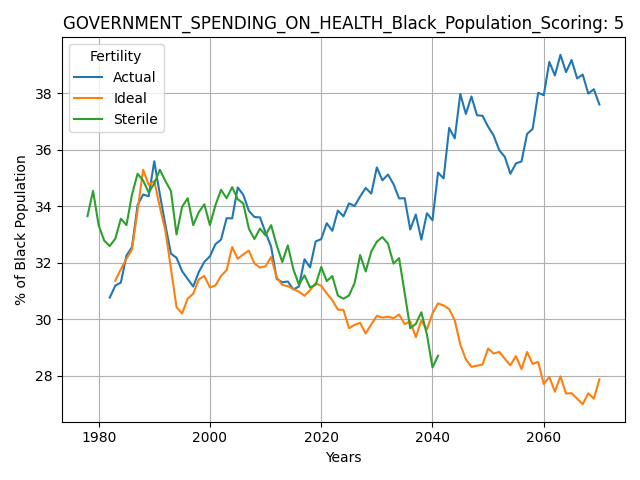 GOVERNMENT_SPENDING_ON_HEALTH_Black_Population_Scoring: 5
Fertility
Actual
Ideal
Sterile
% of Black Population
38
36
34
32
30
28
1980 2000 2020 2040 2060
Years